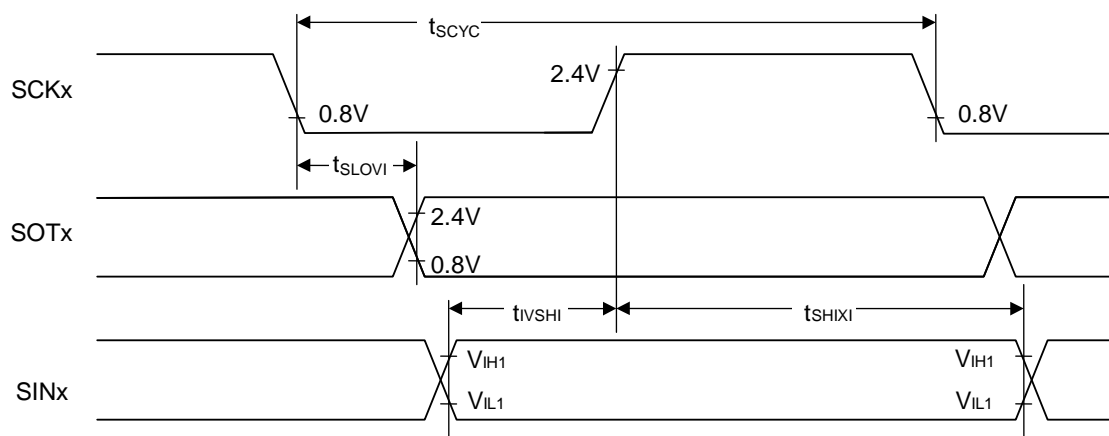 tSCYC
SCKx
2.4V
0.8V
0.8V
tSLOVI
SOTx
2.4V
0.8V
tIVSHI
tSHIXI
SINx
VIH1
VIH1
VIL1
VIL1